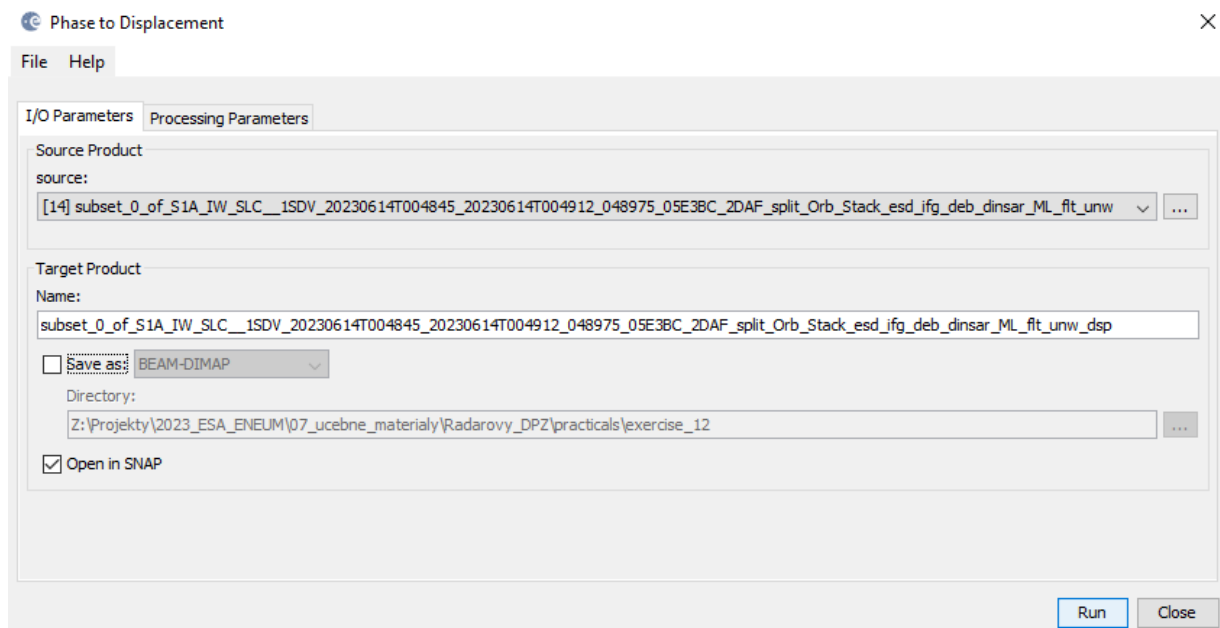 Phase to Displacement
File Help
I/O Parameters Processing Parameters
Source Product
source:
[14] subset_0_of_S1A_IW_SLC__1SDV_20230614T004845_20230614T004912_048975_05E3BC_2DAF_split_Orb_Stack_esd_ifg_deb_dinsar_ML_flt_unw ...
Target Product
Name:
subset_0_of_S1A_IW_SLC__1SDV_20230614T004845_20230614T004912_048975_05E3BC_2DAF_split_Orb_Stack_esd_ifg_deb_dinsar_ML_flt_unw_dsp
Save as: BEAM-DIMAP
Directory:
Z:\Projekty\2023_ESA_ENEUM\07_ucebne_materialy\Radarovy_DPZ\practicals\exercise_12 ...
Open in SNAP
Run Close